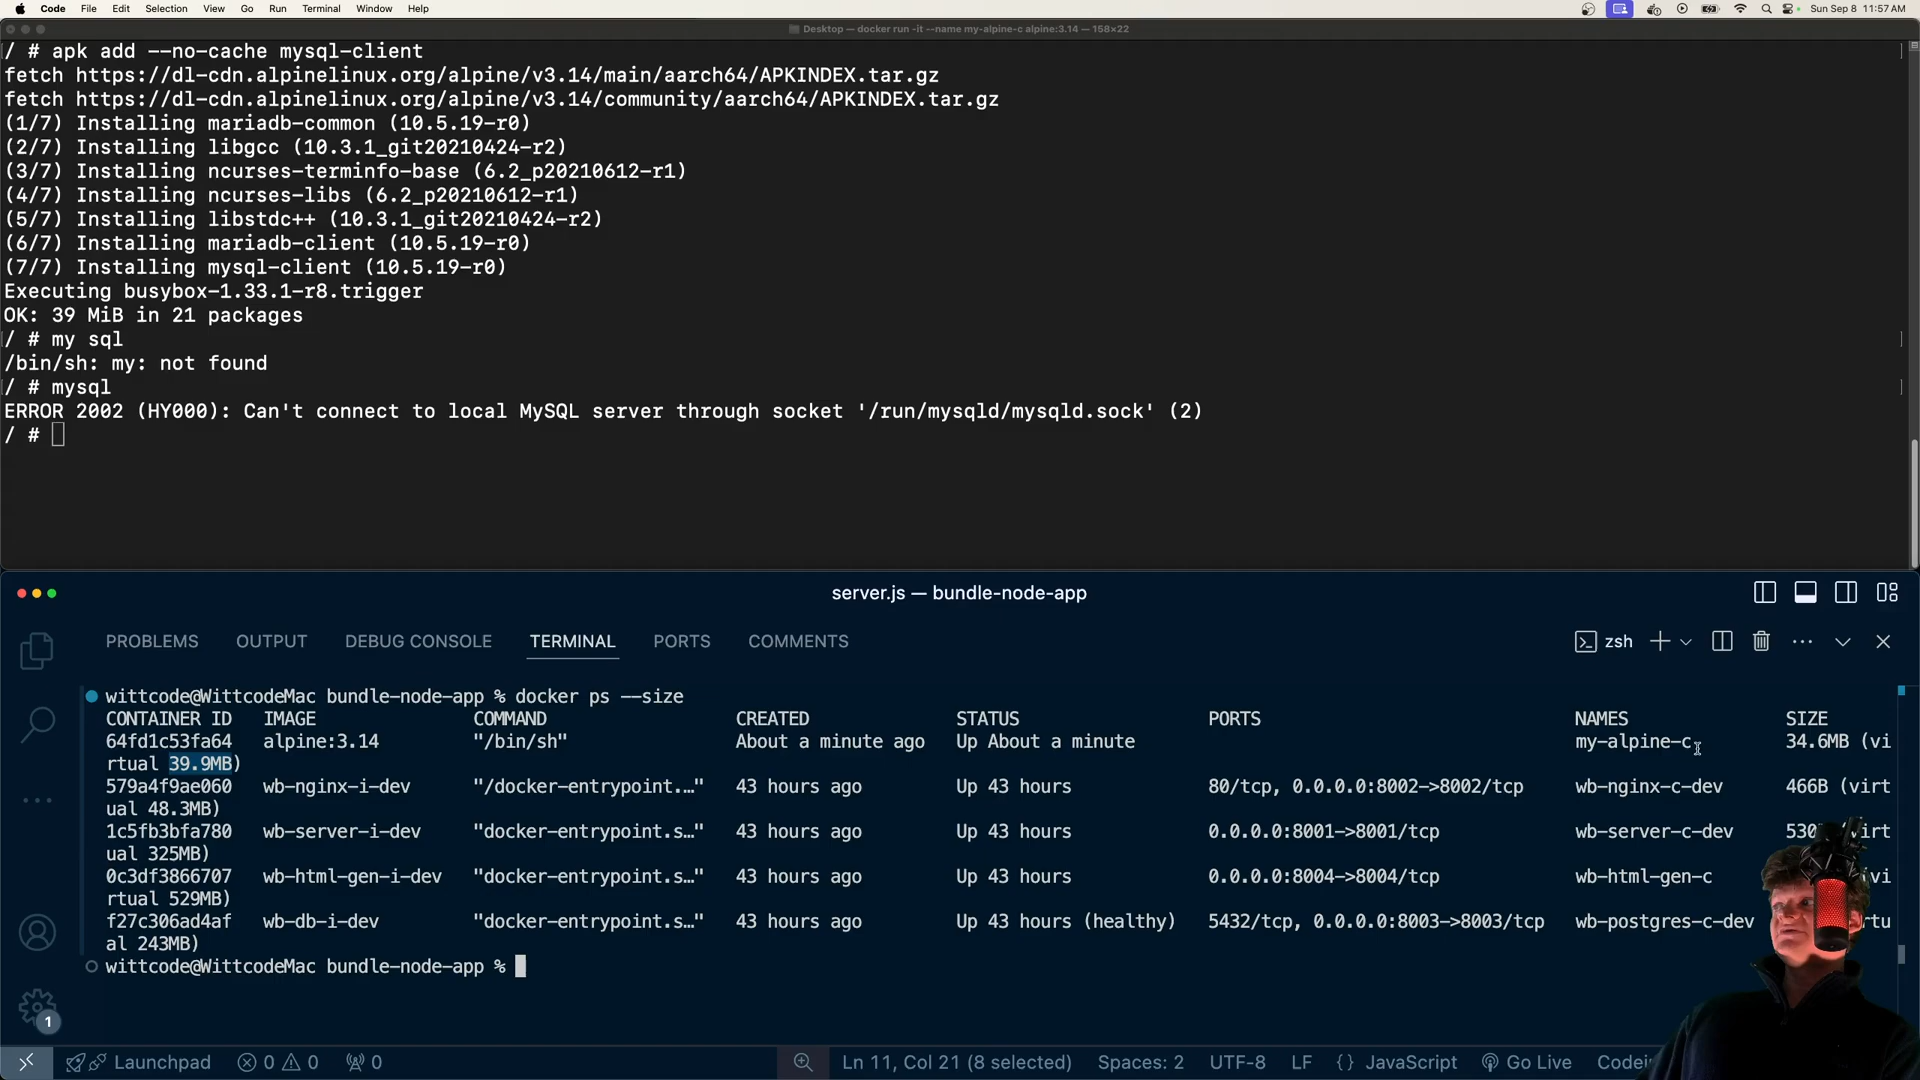 Code File Edit Selection View Go Run Terminal Window Help Sun Sep 8 11:57 AM
Desktop — docker run -it --name my-alpine-c alpine:3.14 — 158×22
/ # apk add --no-cache mysql-client
fetch https://dl-cdn.alpinelinux.org/alpine/v3.14/main/aarch64/APKINDEX.tar.gz
fetch https://dl-cdn.alpinelinux.org/alpine/v3.14/community/aarch64/APKINDEX.tar.gz
(1/7) Installing mariadb-common (10.5.19-r0)
(2/7) Installing libgcc (10.3.1_git20210424-r2)
(3/7) Installing ncurses-terminfo-base (6.2_p20210612-r1)
(4/7) Installing ncurses-libs (6.2_p20210612-r1)
(5/7) Installing libstdc++ (10.3.1_git20210424-r2)
(6/7) Installing mariadb-client (10.5.19-r0)
(7/7) Installing mysql-client (10.5.19-r0)
Executing busybox-1.33.1-r8.trigger
OK: 39 MiB in 21 packages
/ # my sql
/bin/sh: my: not found
/ # mysql
ERROR 2002 (HY000): Can't connect to local MySQL server through socket '/run/mysqld/mysqld.sock' (2)
/ #
server.js — bundle-node-app
PROBLEMS OUTPUT DEBUG CONSOLE TERMINAL PORTS COMMENTS zsh
wittcode@WittcodeMac bundle-node-app % docker ps --size
CONTAINER ID IMAGE COMMAND CREATED STATUS PORTS NAMES SIZE
64fd1c53fa64 alpine:3.14 "/bin/sh" About a minute ago Up About a minute my-alpine-c 34.6MB (vi
rtual 39.9MB)
579a4f9ae060 wb-nginx-i-dev "/docker-entrypoint.…" 43 hours ago Up 43 hours 80/tcp, 0.0.0.0:8002->8002/tcp wb-nginx-c-dev 466B (virt
ual 48.3MB)
1c5fb3bfa780 wb-server-i-dev "docker-entrypoint.s…" 43 hours ago Up 43 hours 0.0.0.0:8001->8001/tcp wb-server-c-dev
ual 325MB)
0c3df3866707 wb-html-gen-i-dev "docker-entrypoint.s…" 43 hours ago Up 43 hours 0.0.0.0:8004->8004/tcp wb-html-gen-c
rtual 529MB)
f27c306ad4af wb-db-i-dev "docker-entrypoint.s…" 43 hours ago Up 43 hours (healthy) 5432/tcp, 0.0.0.0:8003->8003/tcp wb-postgres-c-dev
al 243MB)
wittcode@WittcodeMac bundle-node-app %
1
Launchpad 0 0 0 Ln 11, Col 21 (8 selected) Spaces: 2 UTF-8 LF {} JavaScript Go Live